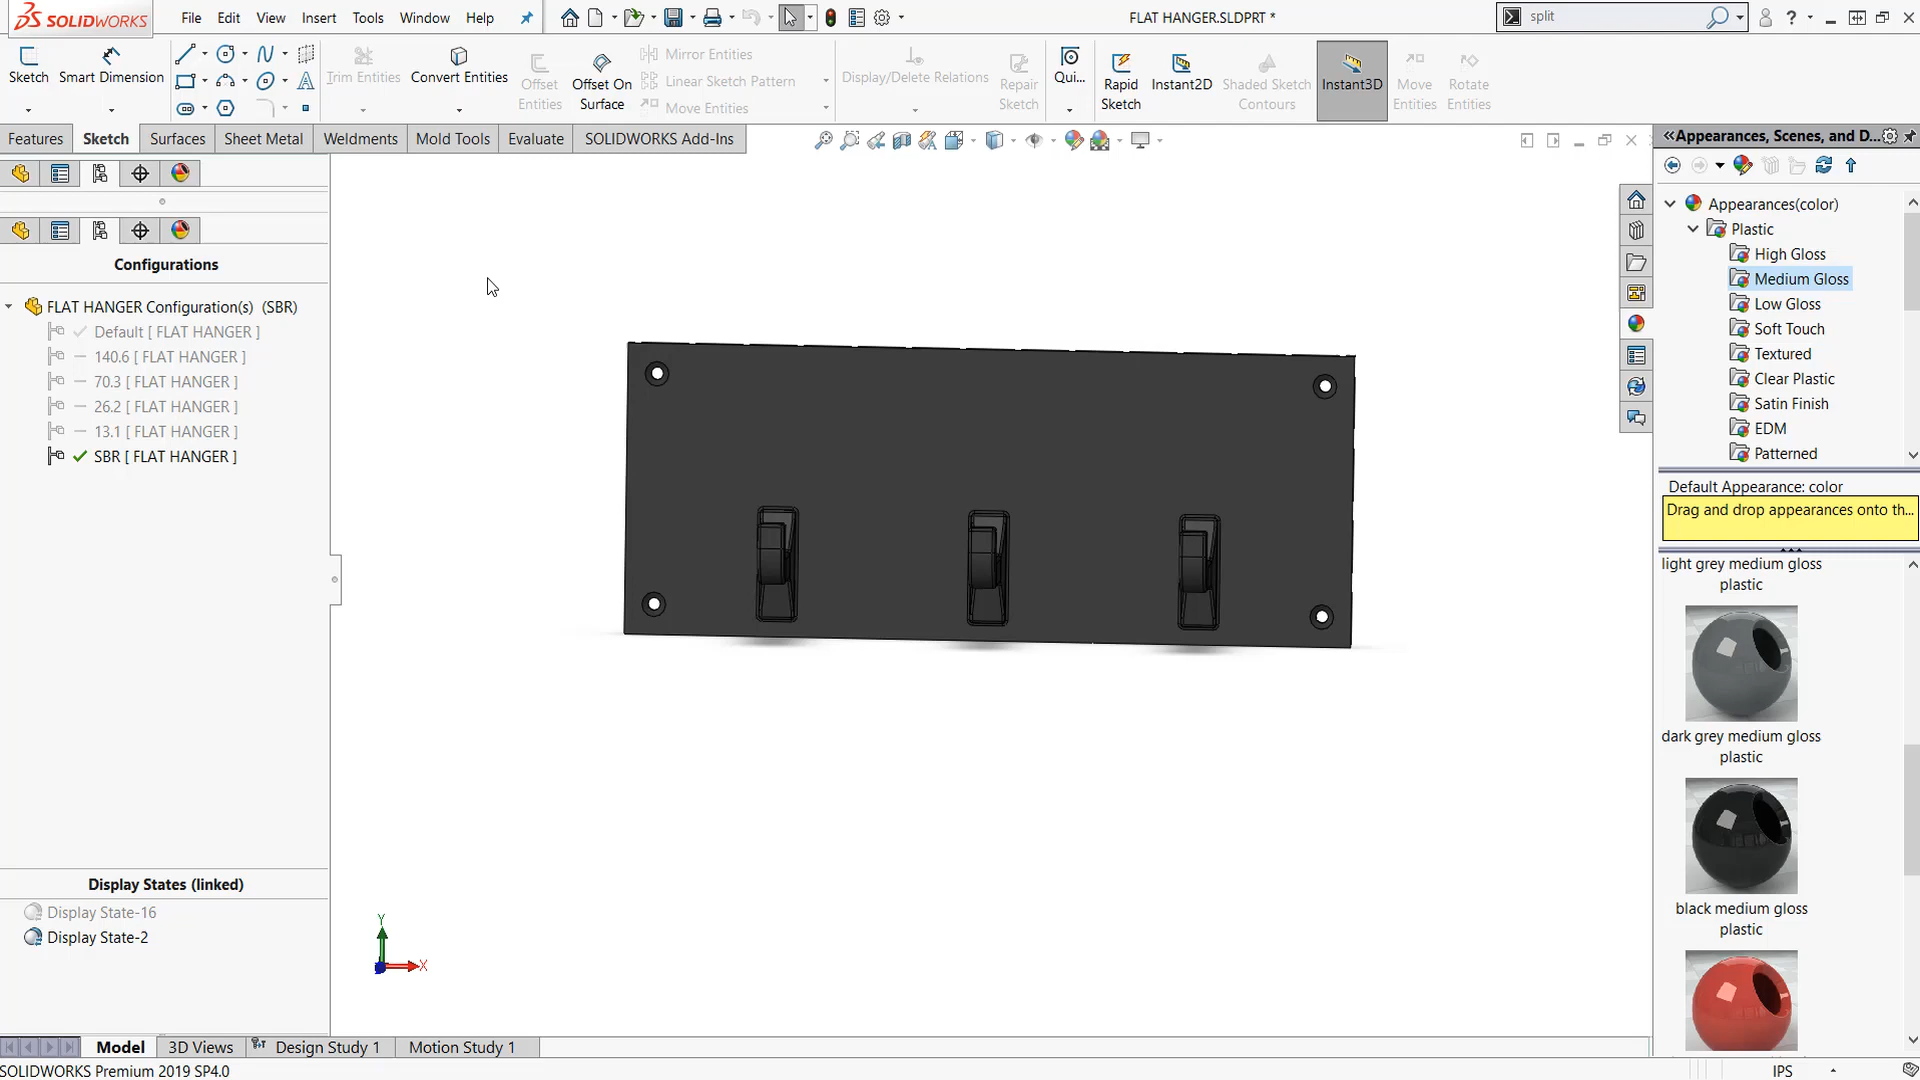 SOLIDWORKS File Edit View Insert Tools Window Help FLAT HANGER.SLDPRT * split ?
Sketch Smart Dimension Trim Entities Convert Entities Offset Entities Offset On Surface Mirror Entities Linear Sketch Pattern Move Entities Display/Delete Relations Repair Sketch Qui... Rapid Sketch Instant2D Shaded Sketch Contours Instant3D Move Entities Rotate Entities
Features Sketch Surfaces Sheet Metal Weldments Mold Tools Evaluate SOLIDWORKS Add-Ins
Configurations
FLAT HANGER Configuration(s) (SBR)
Default [ FLAT HANGER ]
140.6 [ FLAT HANGER ]
70.3 [ FLAT HANGER ]
26.2 [ FLAT HANGER ]
13.1 [ FLAT HANGER ]
SBR [ FLAT HANGER ]
Display States (linked)
Display State-16
Display State-2
Y
X
«Appearances, Scenes, and D...
Appearances(color)
Plastic
High Gloss
Medium Gloss
Low Gloss
Soft Touch
Textured
Clear Plastic
Satin Finish
EDM
Patterned
Default Appearance: color
Drag and drop appearances onto th...
light grey medium gloss
plastic
dark grey medium gloss
plastic
black medium gloss
plastic
Model 3D Views Design Study 1 Motion Study 1
SOLIDWORKS Premium 2019 SP4.0 IPS